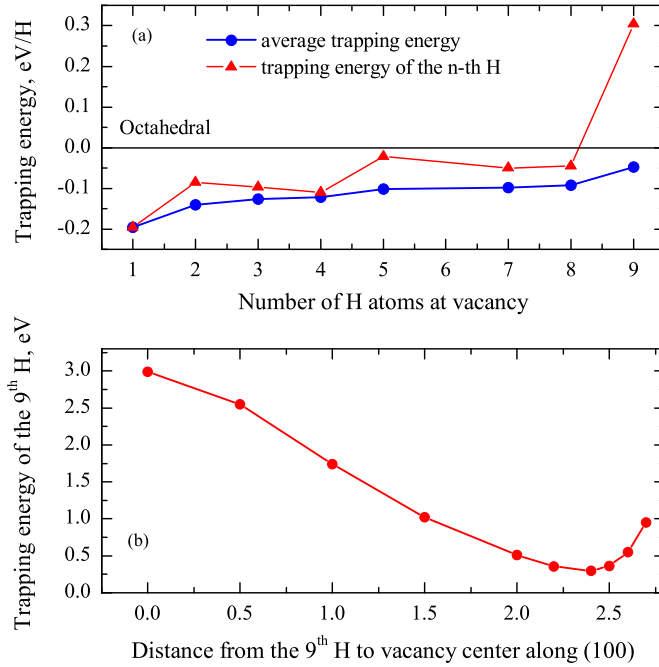 (a)
average trapping energy
trapping energy of the n-th H
Octahedral
Trapping energy, eV/H
0.3
0.2
0.1
0.0
-0.1
-0.2
1 2 3 4 5 6 7 8 9
Number of H atoms at vacancy
Trapping energy of the 9th H, eV
3.0
2.5
2.0
1.5
1.0
0.5
0.0
(b)
0.0 0.5 1.0 1.5 2.0 2.5
Distance from the 9th H to vacancy center along (100)